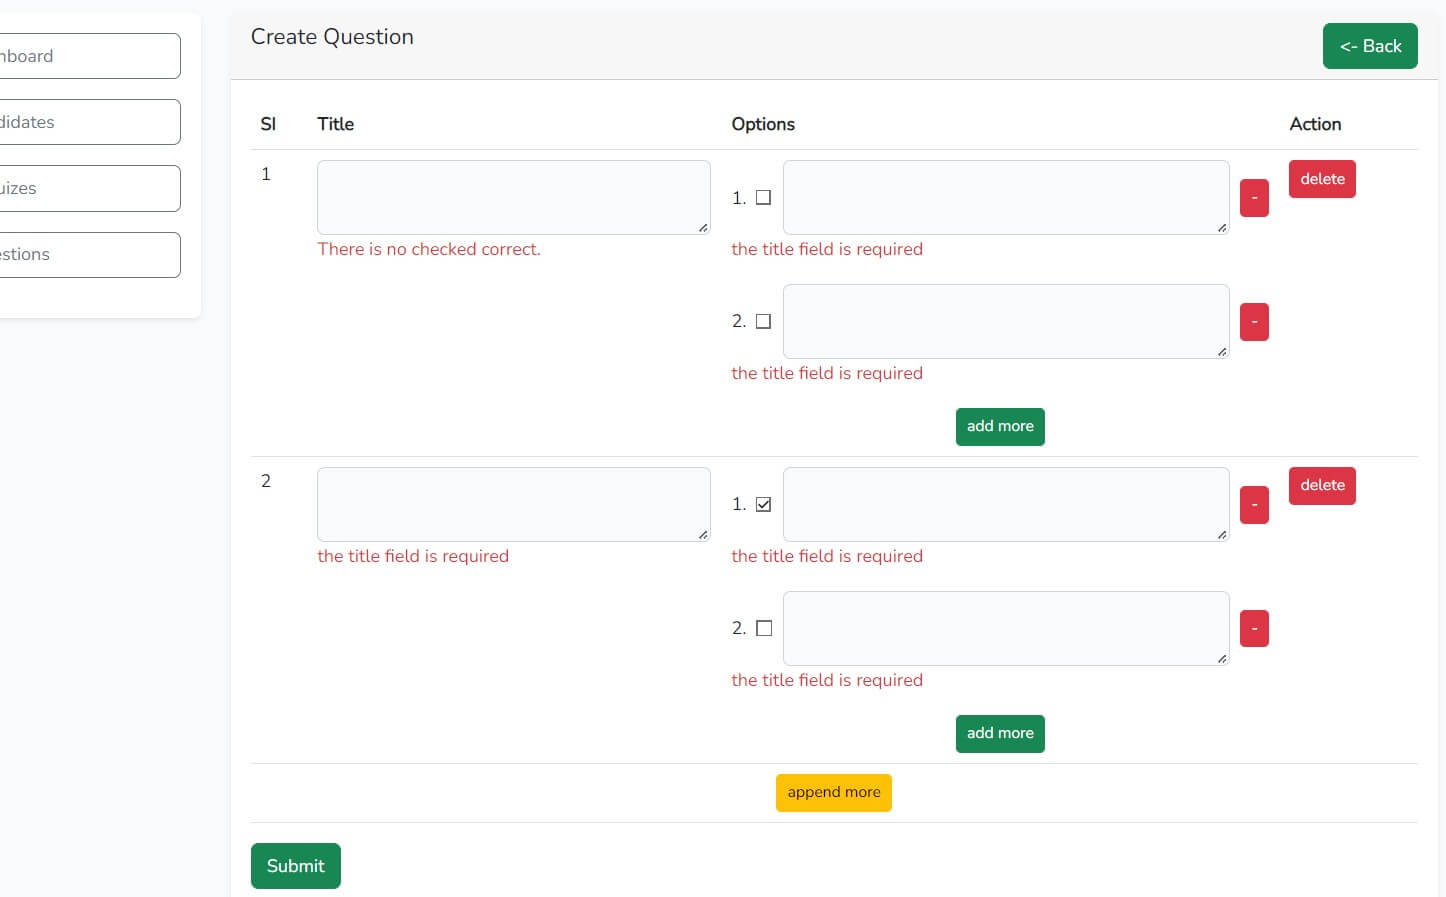 nboard
didates
uizes
estions
Create Question
<- Back
SI Title Options Action
1
1.
-
delete
There is no checked correct.
the title field is required
2.
-
the title field is required
add more
2
1.
-
delete
the title field is required
the title field is required
2.
-
the title field is required
add more
append more
Submit